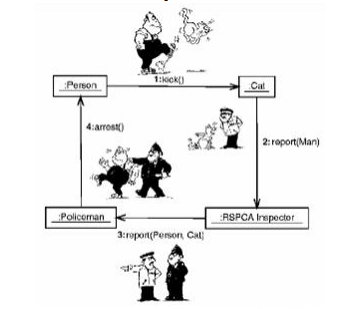 :Person
1:kick()
:Cat
4:arrest()
2:report(Man)
:Policeman
:RSPCA Inspector
3:report(Person, Cat)